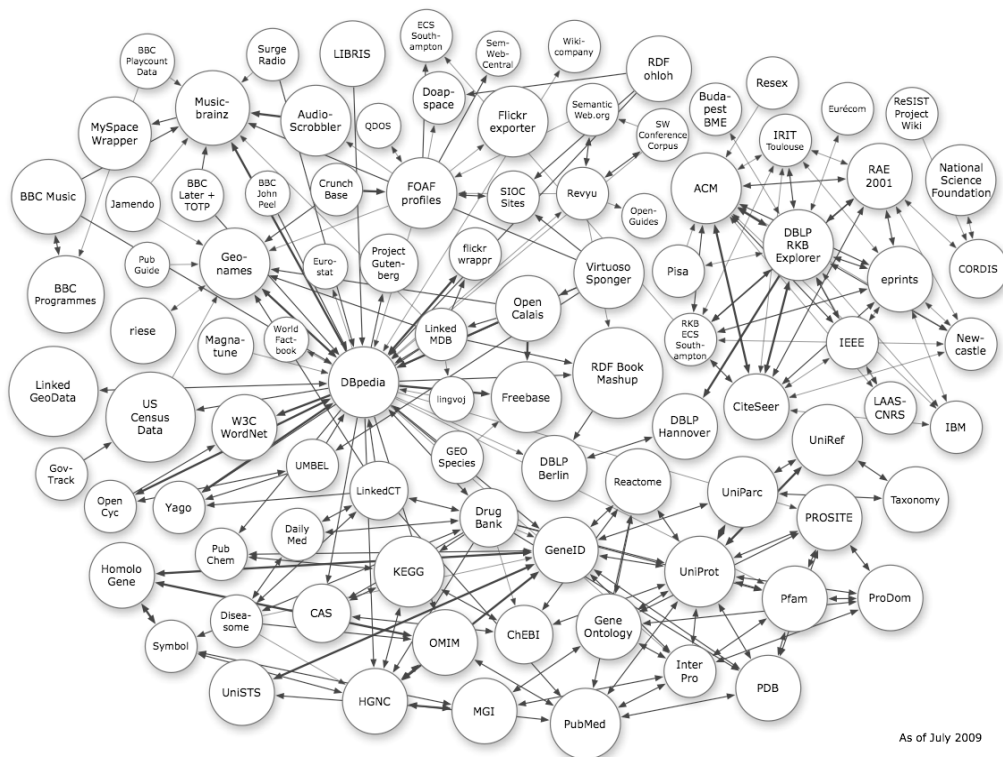 BBC
Playcount
Data
Surge
Radio
LIBRIS
ECS
South-
ampton
Sem-
Web-
Central
Wiki-
company
RDF
ohloh
Music-
brainz
Audio-
Scrobbler
MySpace
Wrapper
QDOS
Doap-
space
Flickr
exporter
Semantic
Web.org
SW
Conference
Corpus
Buda-
pest
BME
Resex
Eurécom
ReSIST
Project
Wiki
IRIT
Toulouse
BBC Music
Jamendo
BBC
Later +
TOTP
BBC
John
Peel
Crunch
Base
FOAF
profiles
SIOC
Sites
Revyu
Open-
Guides
ACM
RAE
2001
National
Science
Foundation
DBLP
RKB
Explorer
BBC
Programmes
Pub
Guide
Geo-
names
Euro-
stat
Project
Guten-
berg
flickr
wrappr
Virtuoso
Sponger
Pisa
eprints
CORDIS
riese
Magna-
tune
World
Fact-
book
Linked
MDB
Open
Calais
RKB
ECS
South-
ampton
IEEE
New-
castle
Linked
GeoData
US
Census
Data
DBpedia
lingvoj
Freebase
RDF Book
Mashup
CiteSeer
LAAS-
CNRS
IBM
W3C
WordNet
DBLP
Hannover
Gov-
Track
Open
Cyc
Yago
UMBEL
LinkedCT
GEO
Species
DBLP
Berlin
Reactome
UniParc
UniRef
Taxonomy
PROSITE
Drug
Bank
Daily
Med
Pub
Chem
Homolo
Gene
KEGG
GeneID
UniProt
Pfam
ProDom
Disea-
some
CAS
OMIM
ChEBI
Gene
Ontology
Symbol
Inter
Pro
UniSTS
HGNC
MGI
PubMed
PDB
As of July 2009